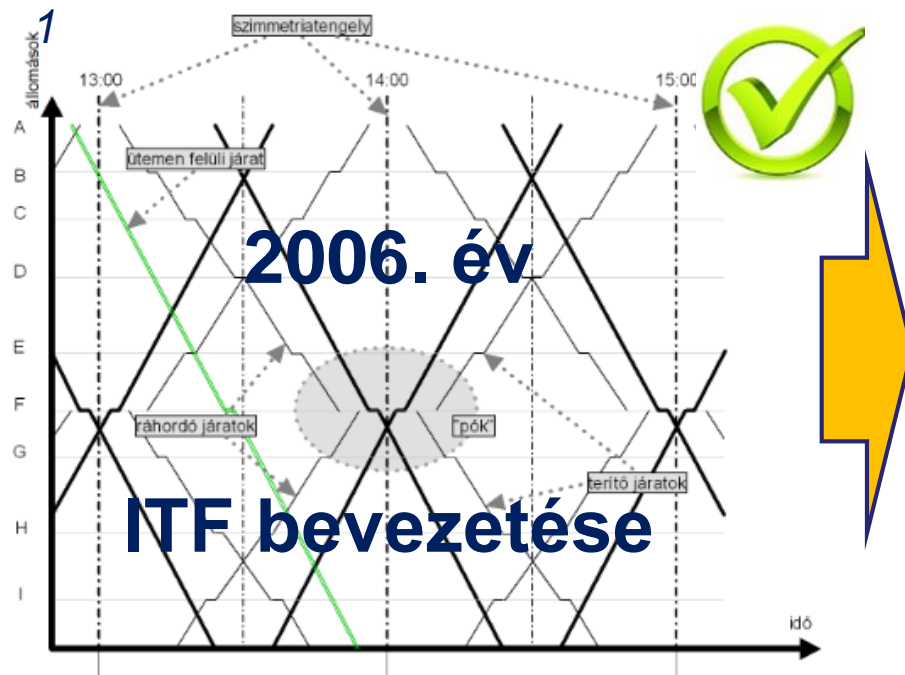 1
állomások
szimmetriatengely
13:00
14:00
15:00
A
ütemen felüli járat
B
C
2006. év
D
E
F
ráhordó járatok
"pók"
G
terítő járatok
H
ITF bevezetése
I
idő